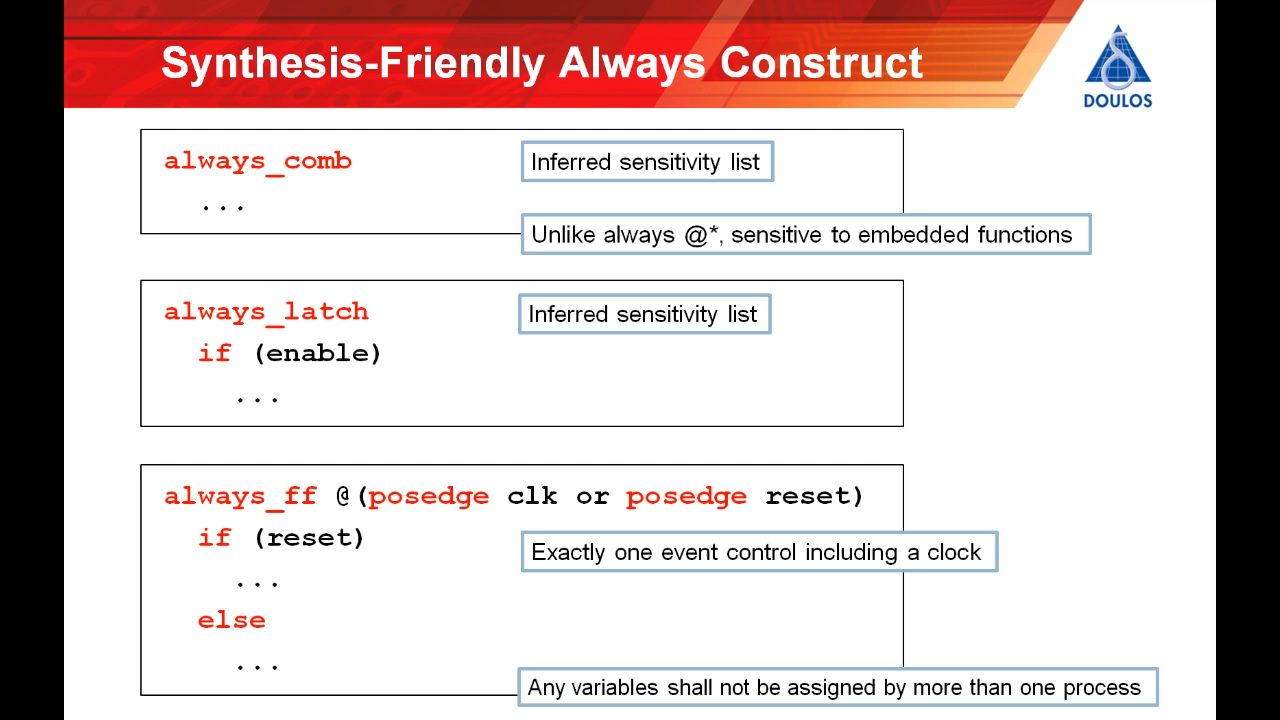 Synthesis-Friendly Always Construct
DOULOS
always_comb
Inferred sensitivity list
...
Unlike always @*, sensitive to embedded functions
always_latch
Inferred sensitivity list
if (enable)
...
always_ff @(posedge clk or posedge reset)
if (reset)
Exactly one event control including a clock
...
else
...
Any variables shall not be assigned by more than one process